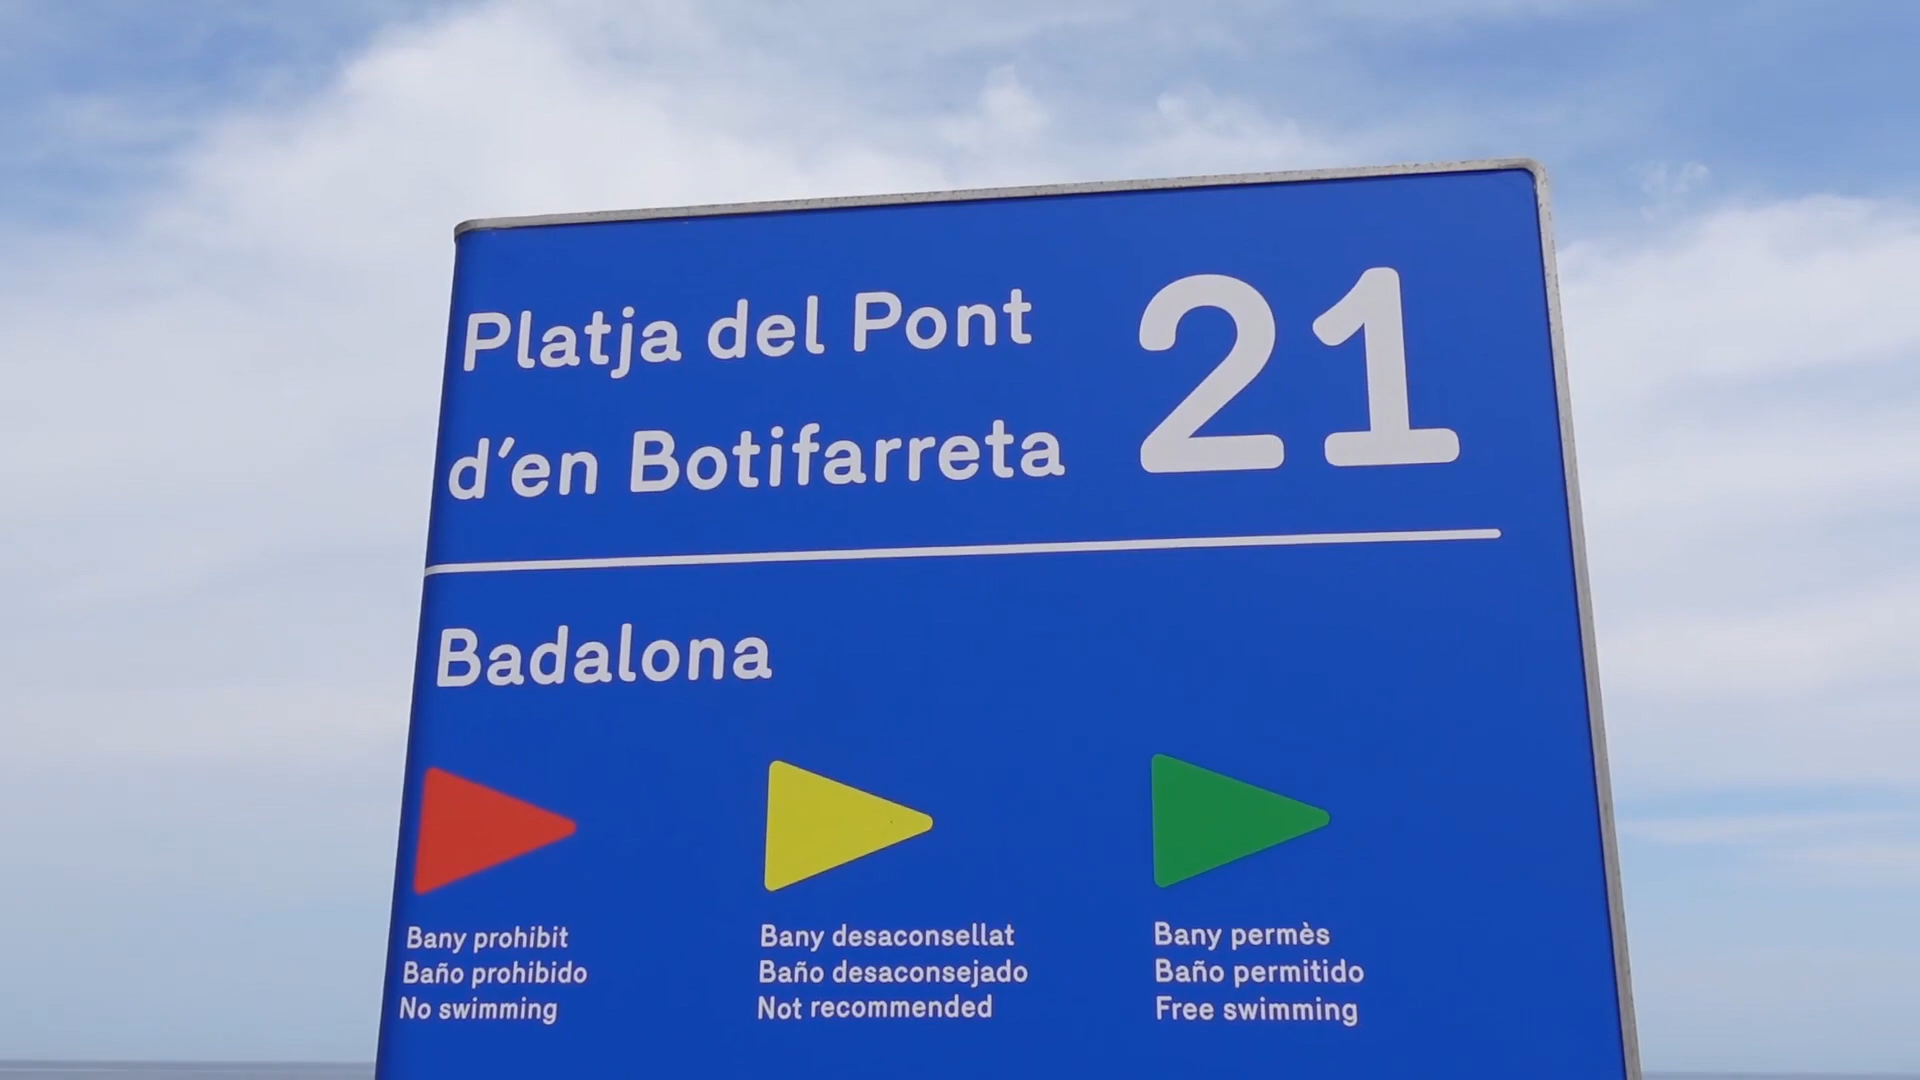 Platja del Pont
d'en Botifarreta
21
Badalona
Bany prohibit
Baño prohibido
No swimming
Bany desaconsellat
Baño desaconsejado
Not recommended
Bany permès
Baño permitido
Free swimming